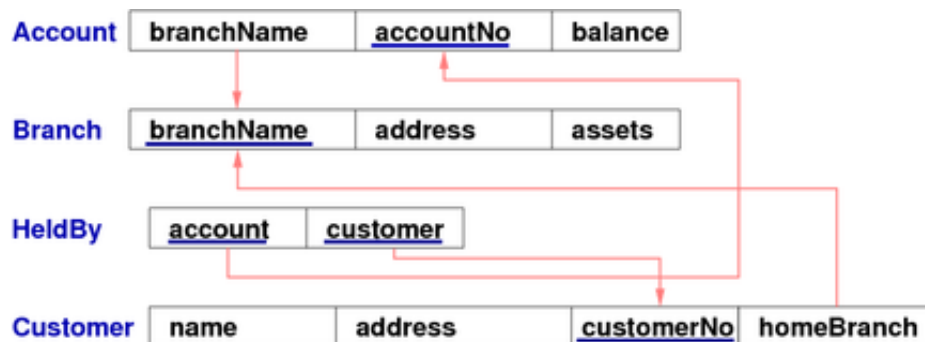 Account branchName accountNo balance
Branch branchName address assets
HeldBy account customer
Customer name address customerNo homeBranch